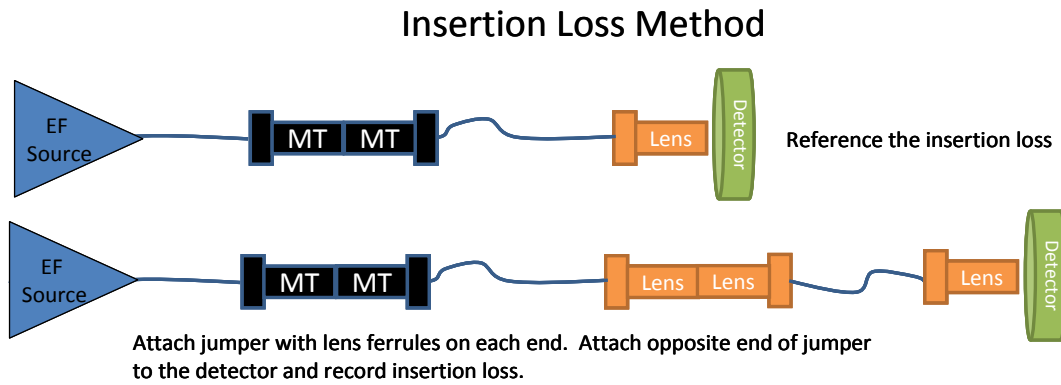 Insertion Loss Method
EF
Source
MT MT
Lens
Detector
Reference the insertion loss
EF
Source
MT MT
Lens Lens
Lens
Detector
Attach jumper with lens ferrules on each end. Attach opposite end of jumper
to the detector and record insertion loss.